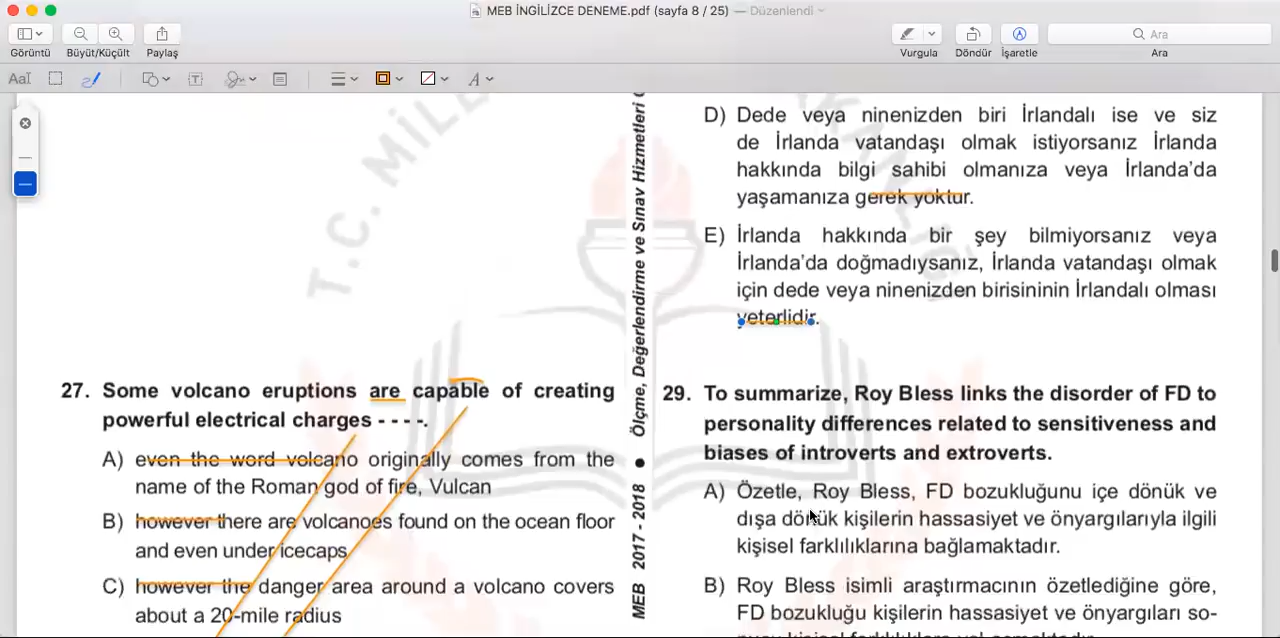 MEB İNGİLİZCE DENEME.pdf (sayfa 8 / 25) — Düzenlendi
Görüntü
Büyüt/Küçült
Paylaş
Vurgula
Döndür
İşaretle
Ara
Ara
T.C. MİLLE
AKANLIĞI
27. Some volcano eruptions are capable of creating
powerful electrical charges - - - -.
A) even the word volcano originally comes from the
name of the Roman god of fire, Vulcan
B) however there are volcanoes found on the ocean floor
and even under icecaps
C) however the danger area around a volcano covers
about a 20-mile radius
MEB 2017 - 2018 ● Ölçme, Değerlendirme ve Sınav Hizmetleri
D) Dede veya ninenizden biri İrlandalı ise ve siz
de İrlanda vatandaşı olmak istiyorsanız İrlanda
hakkında bilgi sahibi olmanıza veya İrlanda'da
yaşamanıza gerek yoktur.
E) İrlanda hakkında bir şey bilmiyorsanız veya
İrlanda'da doğmadıysanız, İrlanda vatandaşı olmak
için dede veya ninenizden birisininin İrlandalı olması
yeterlidir.
29. To summarize, Roy Bless links the disorder of FD to
personality differences related to sensitiveness and
biases of introverts and extroverts.
A) Özetle, Roy Bless, FD bozukluğunu içe dönük ve
dışa dönük kişilerin hassasiyet ve önyargılarıyla ilgili
kişisel farklılıklarına bağlamaktadır.
B) Roy Bless isimli araştırmacının özetlediğine göre,
FD bozukluğu kişilerin hassasiyet ve önyargıları so-